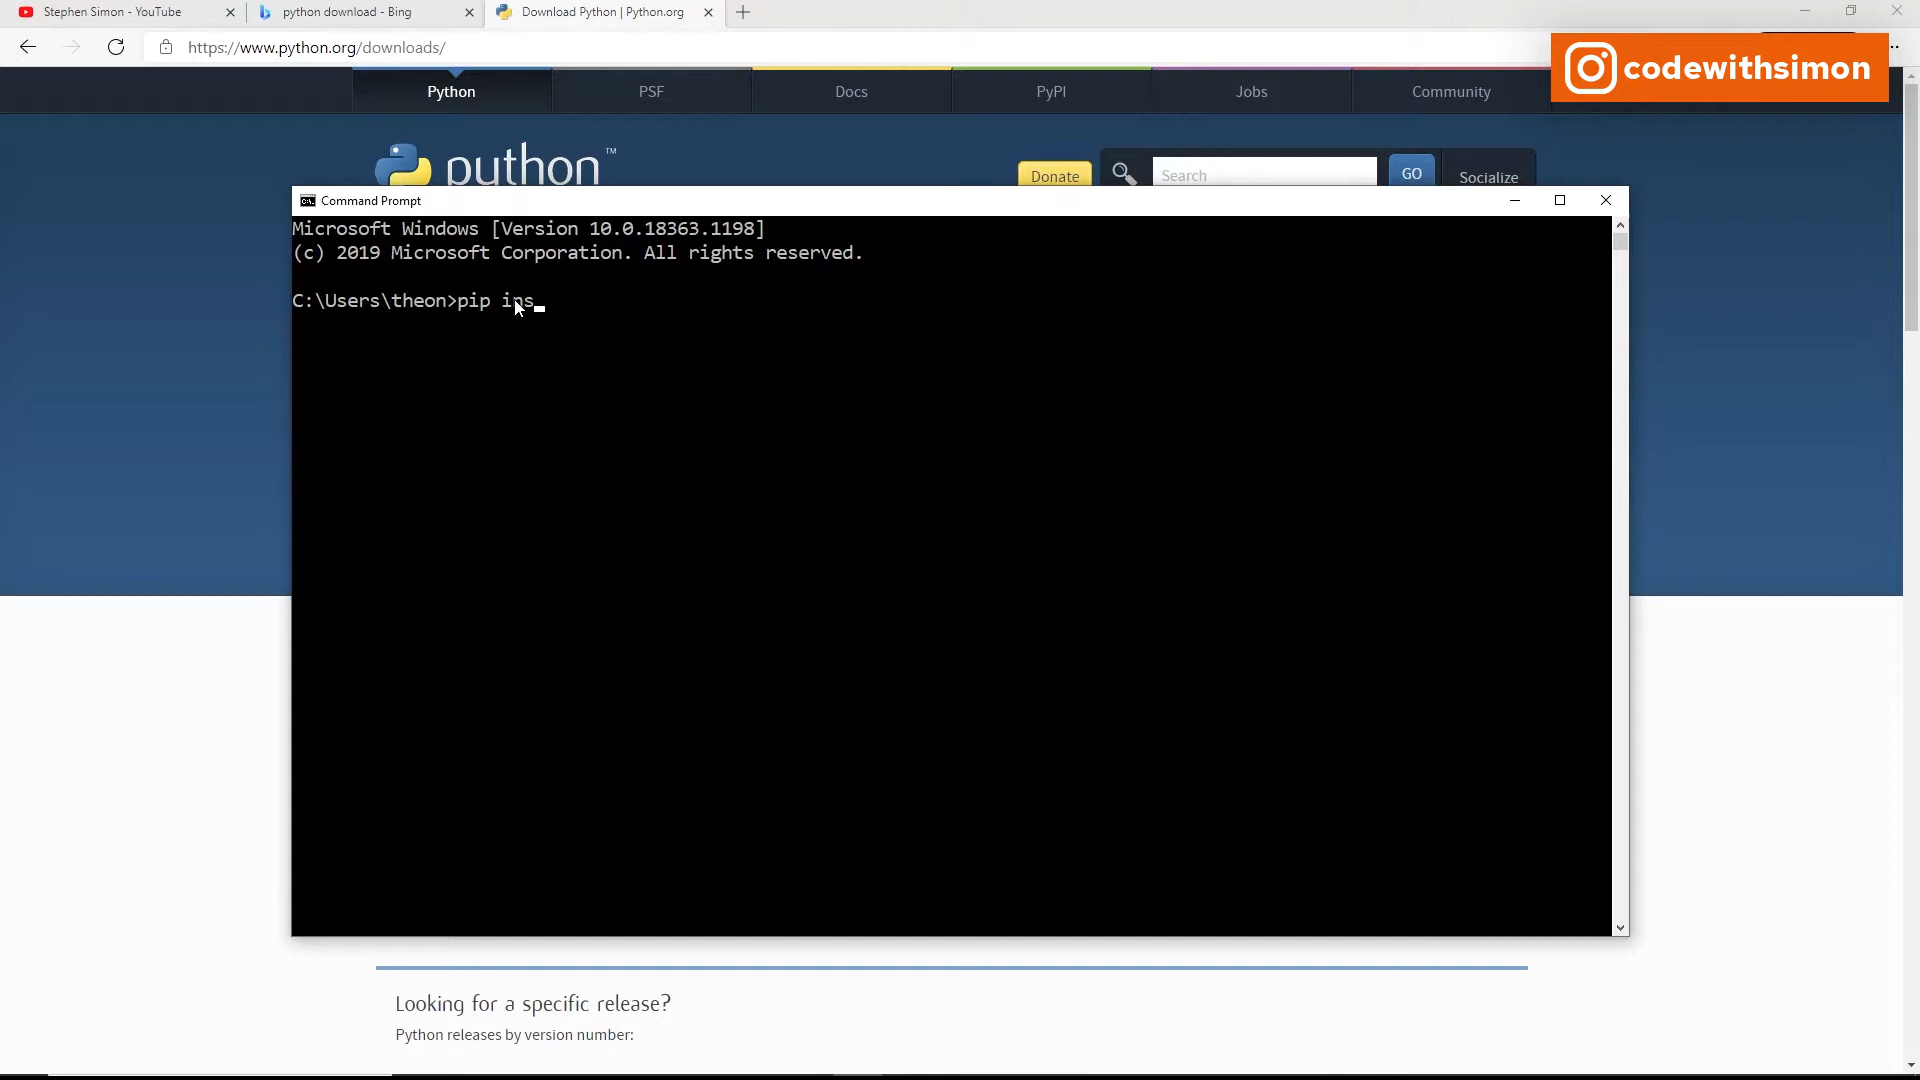 Stephen Simon - YouTube
python download - Bing
Download Python | Python.org
https://www.python.org/downloads/
codewithsimon
Python
PSF
Docs
PyPI
Jobs
Community
python™
Donate
Search
GO
Socialize
Command Prompt
Microsoft Windows [Version 10.0.18363.1198]
(c) 2019 Microsoft Corporation. All rights reserved.
C:\Users\theon>pip ins_
Looking for a specific release?
Python releases by version number: